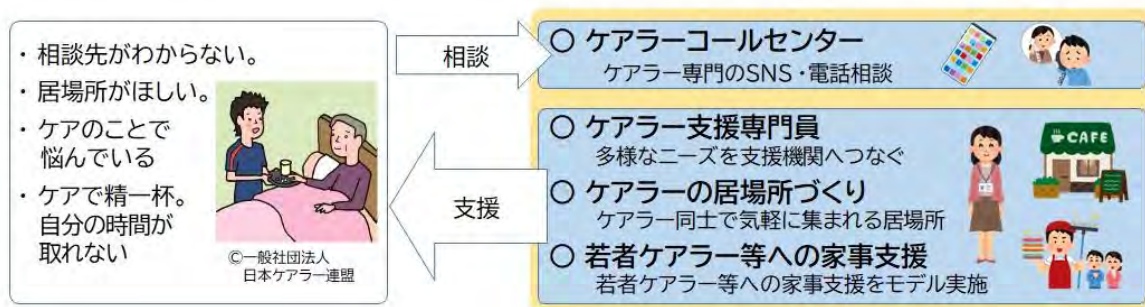 ・相談先がわからない。
・居場所がほしい。
・ケアのことで
悩んでいる
・ケアで精一杯。
自分の時間が
取れない
©一般社団法人
日本ケアラー連盟
相談
支援
〇 ケアラーコールセンター
ケアラー専門のSNS・電話相談
〇 ケアラー支援専門員
多様なニーズを支援機関へつなぐ
〇 ケアラーの居場所づくり
ケアラー同士で気軽に集まれる居場所
〇 若者ケアラー等への家事支援
若者ケアラー等への家事支援をモデル実施
CAFE